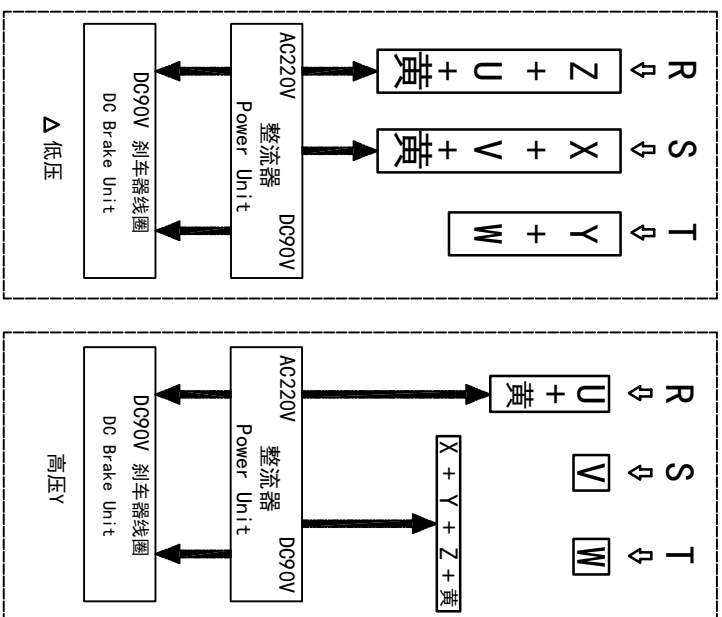 R S T
Z + U + 黄
X + V + 黄
Y + W
AC220V DC90V
整流器
Power Unit
DC90V 刹车器线圈
DC Brake Unit
Δ 低压
R S T
U + 黄
V
W
X + Y + Z + 黄
AC220V DC90V
整流器
Power Unit
DC90V 刹车器线圈
DC Brake Unit
高压Y